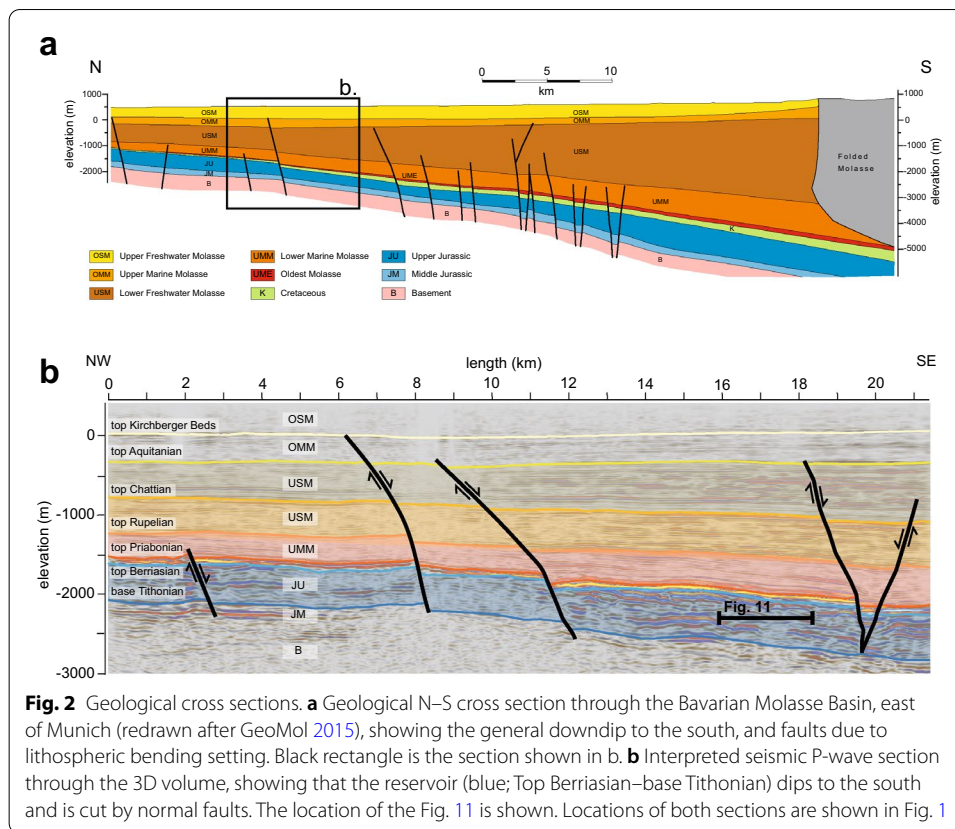 a
N
S
b.
0 5 10
km
1000
0
-1000
-2000
elevation (m)
OSM
OMM
USM
UMM
JU
JM
B
OSM
OMM
USM
UME
UMM
K
B
Folded
Molasse
1000
0
-1000
-2000
-3000
-4000
-5000
elevation (m)
OSM Upper Freshwater Molasse
OMM Upper Marine Molasse
USM Lower Freshwater Molasse
UMM Lower Marine Molasse
UME Oldest Molasse
K Cretaceous
JU Upper Jurassic
JM Middle Jurassic
B Basement
b
NW
length (km)
SE
0 2 4 6 8 10 12 14 16 18 20
0
-1000
-2000
-3000
elevation (m)
top Kirchberger Beds
top Aquitanian
top Chattian
top Rupelian
top Priabonian
top Berriasian
base Tithonian
OSM
OMM
USM
USM
UMM
JU
JM
B
Fig. 11
Fig. 2 Geological cross sections. a Geological N–S cross section through the Bavarian Molasse Basin, east
of Munich (redrawn after GeoMol 2015), showing the general downdip to the south, and faults due to
lithospheric bending setting. Black rectangle is the section shown in b. b Interpreted seismic P-wave section
through the 3D volume, showing that the reservoir (blue; Top Berriasian–base Tithonian) dips to the south
and is cut by normal faults. The location of the Fig. 11 is shown. Locations of both sections are shown in Fig. 1